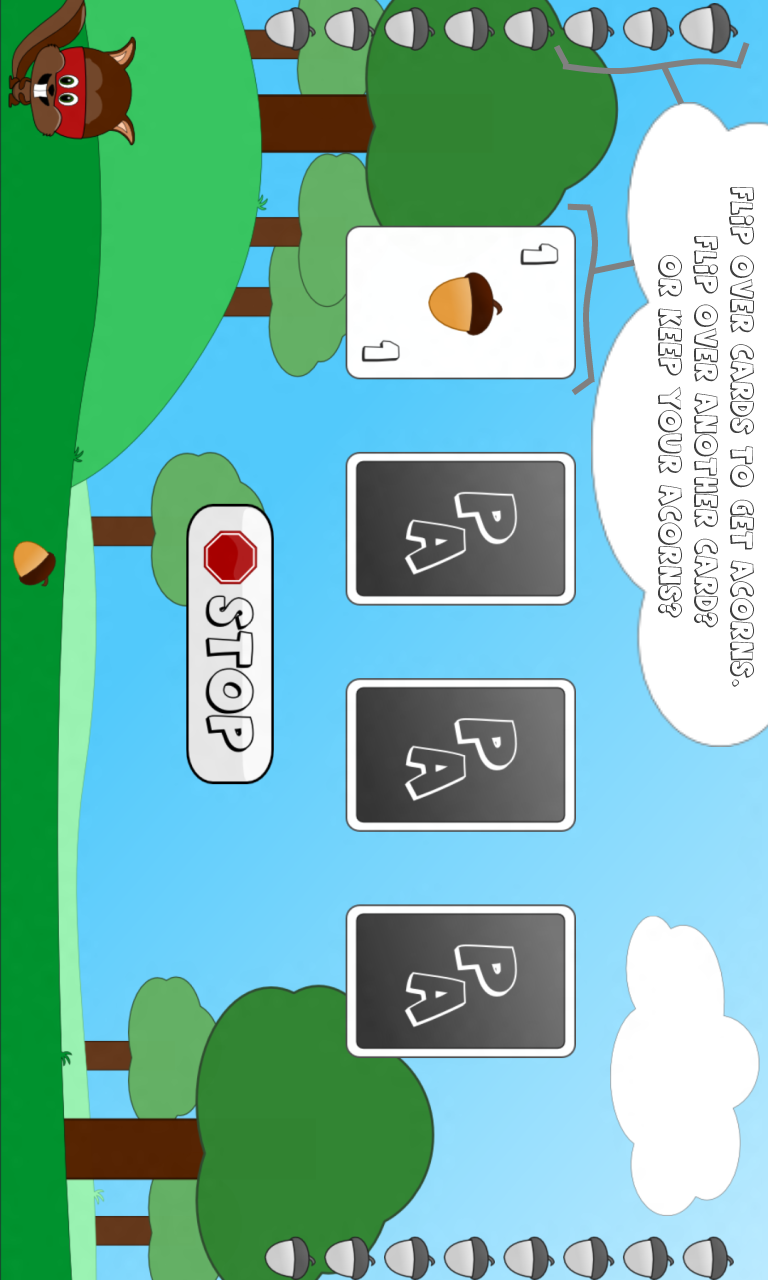 FLIP OVER CARDS TO GET ACORNS.
FLIP OVER ANOTHER CARD?
OR KEEP YOUR ACORNS?
1
1
PA
PA
PA
STOP